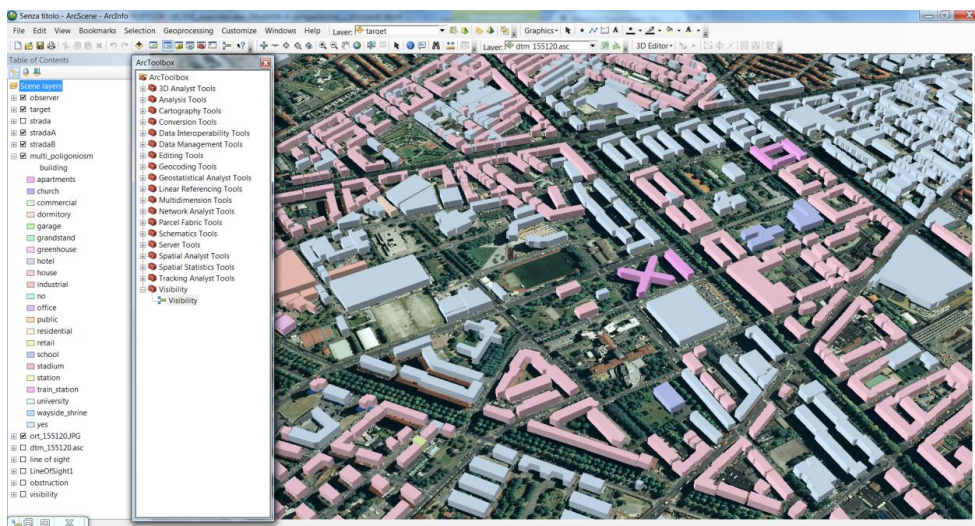 Senza titolo - ArcScene - ArcInfo
File Edit View Bookmarks Selection Geoprocessing Customize Windows Help Layer: target Graphics
Layer: dtm_155120.asc 3D Editor
Table of Contents
Scene layers
observer
target
strada
stradaA
stradaB
multi_poligoniosm
building
apartments
church
commercial
dormitory
garage
grandstand
greenhouse
hotel
house
industrial
no
office
public
residential
retail
school
stadium
station
train_station
university
wayside_shrine
yes
ort_155120.JPG
dtm_155120.asc
line of sight
LineOfSight1
obstruction
visibility
ArcToolbox
ArcToolbox
3D Analyst Tools
Analysis Tools
Cartography Tools
Conversion Tools
Data Interoperability Tools
Data Management Tools
Editing Tools
Geocoding Tools
Geostatistical Analyst Tools
Linear Referencing Tools
Multidimension Tools
Network Analyst Tools
Parcel Fabric Tools
Schematics Tools
Server Tools
Spatial Analyst Tools
Spatial Statistics Tools
Tracking Analyst Tools
Visibility
Visibility